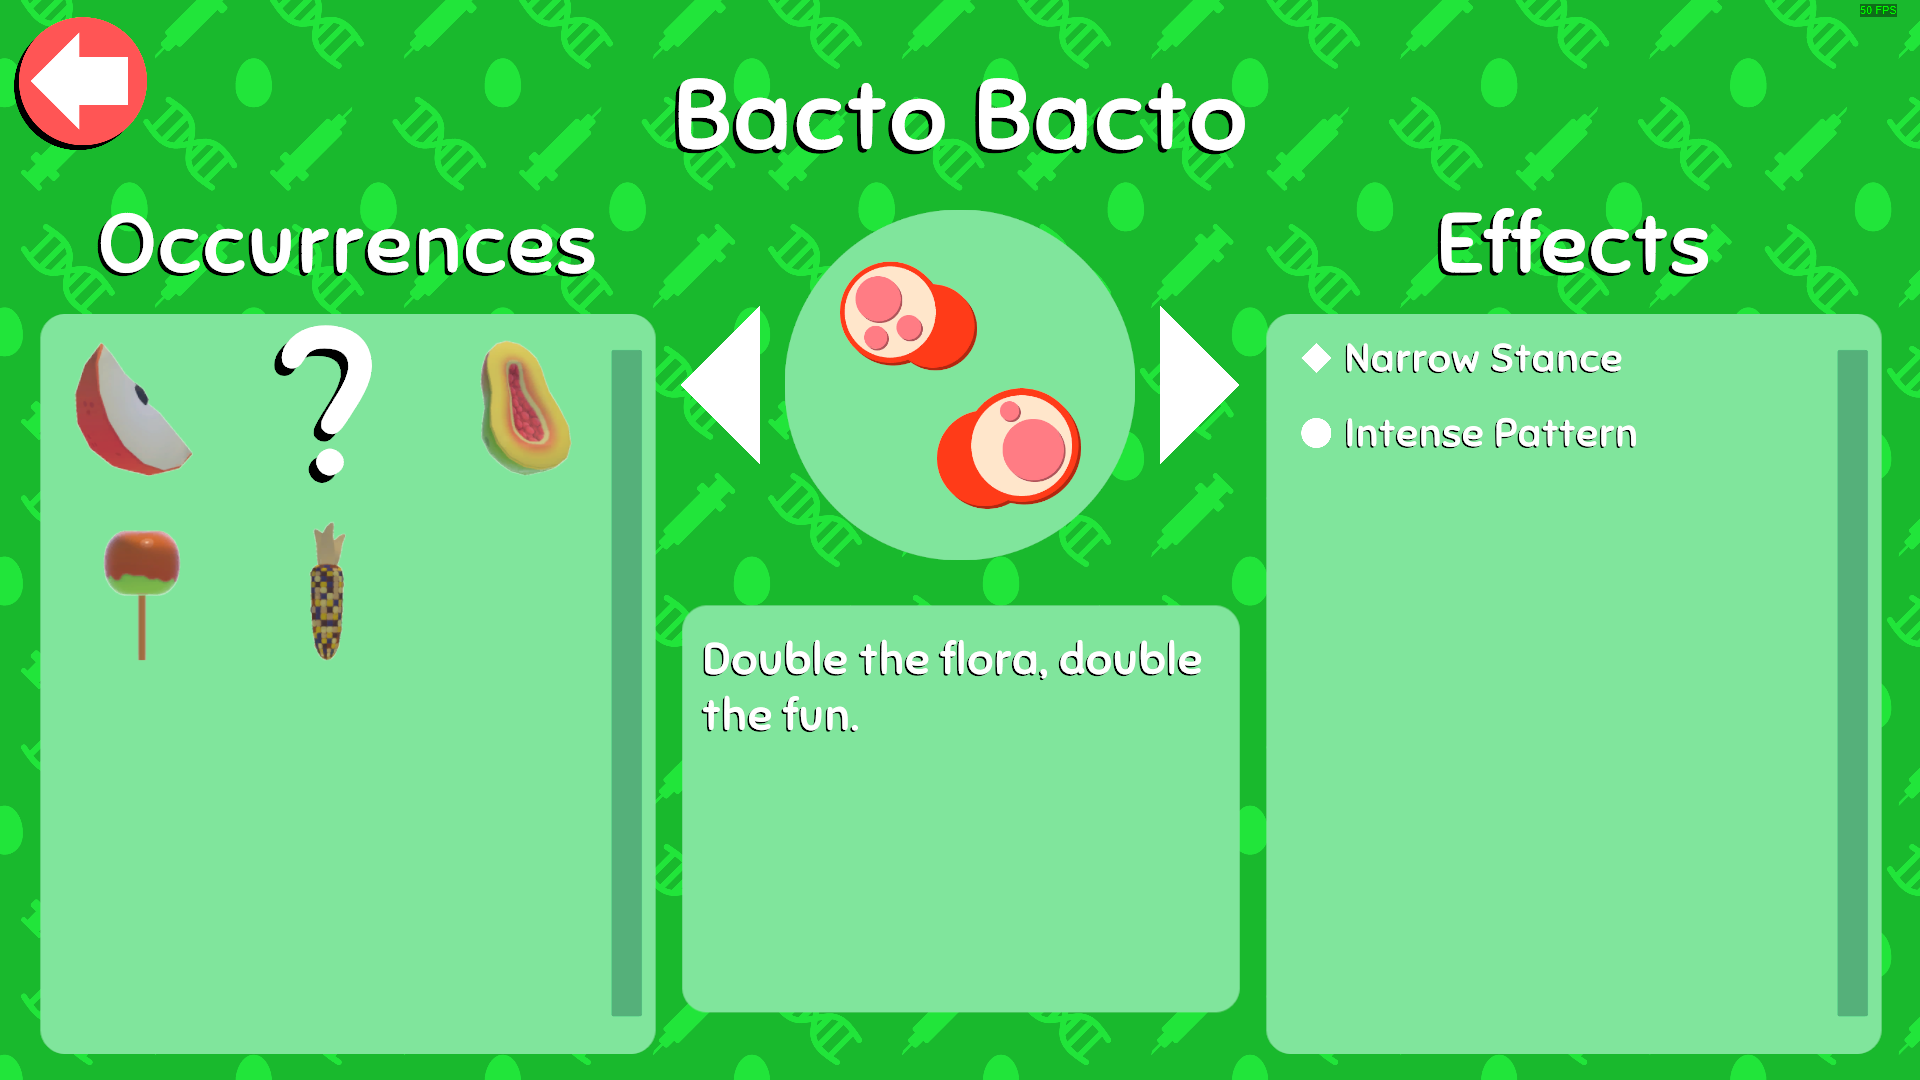 50 FPS
Bacto Bacto
Occurrences
?
Effects
Narrow Stance
Intense Pattern
Double the flora, double
the fun.